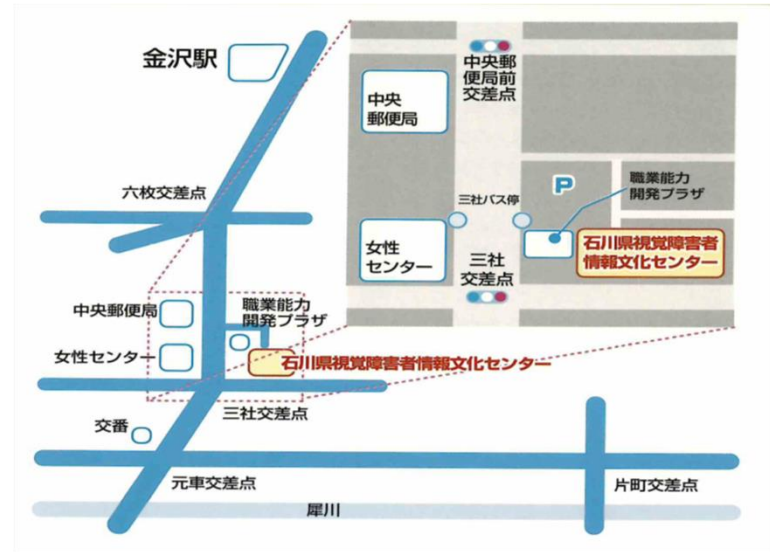 金沢駅
六枚交差点
中央郵便局
女性センター
職業能力
開発プラザ
石川県視覚障害者情報文化センター
三社交差点
交番
元車交差点
片町交差点
犀川
中央郵
便局前
交差点
中央
郵便局
P
職業能力
開発プラザ
三社バス停
女性
センター
三社
交差点
石川県視覚障害者
情報文化センター